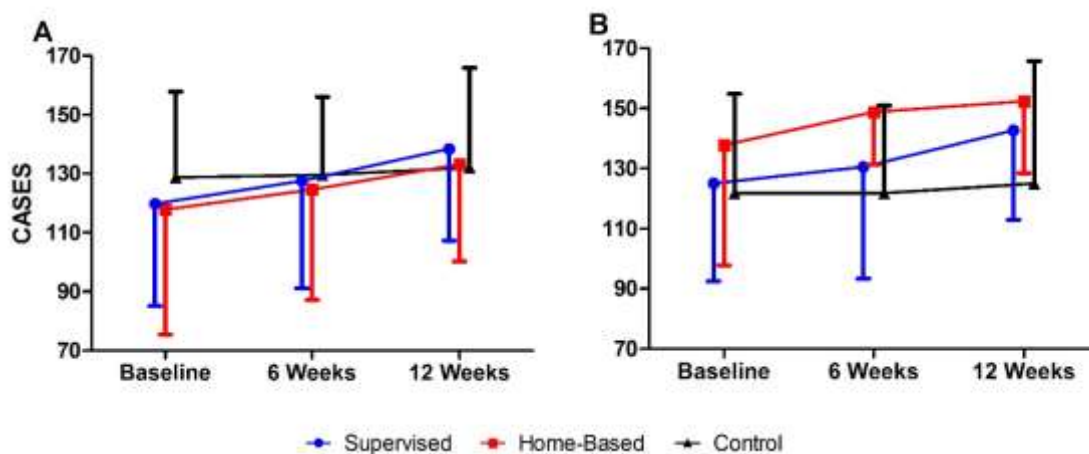 A
CASES
170
150
130
110
90
70
Baseline 6 Weeks 12 Weeks
B
170
150
130
110
90
70
Baseline 6 Weeks 12 Weeks
Supervised Home-Based Control